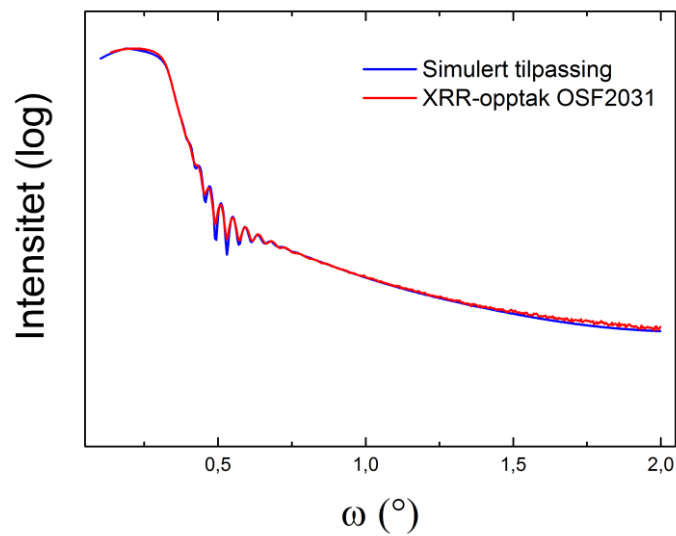 Simulert tilpassing
XRR-opptak OSF2031
Intensitet (log)
0,5 1,0 1,5 2,0
ω (°)